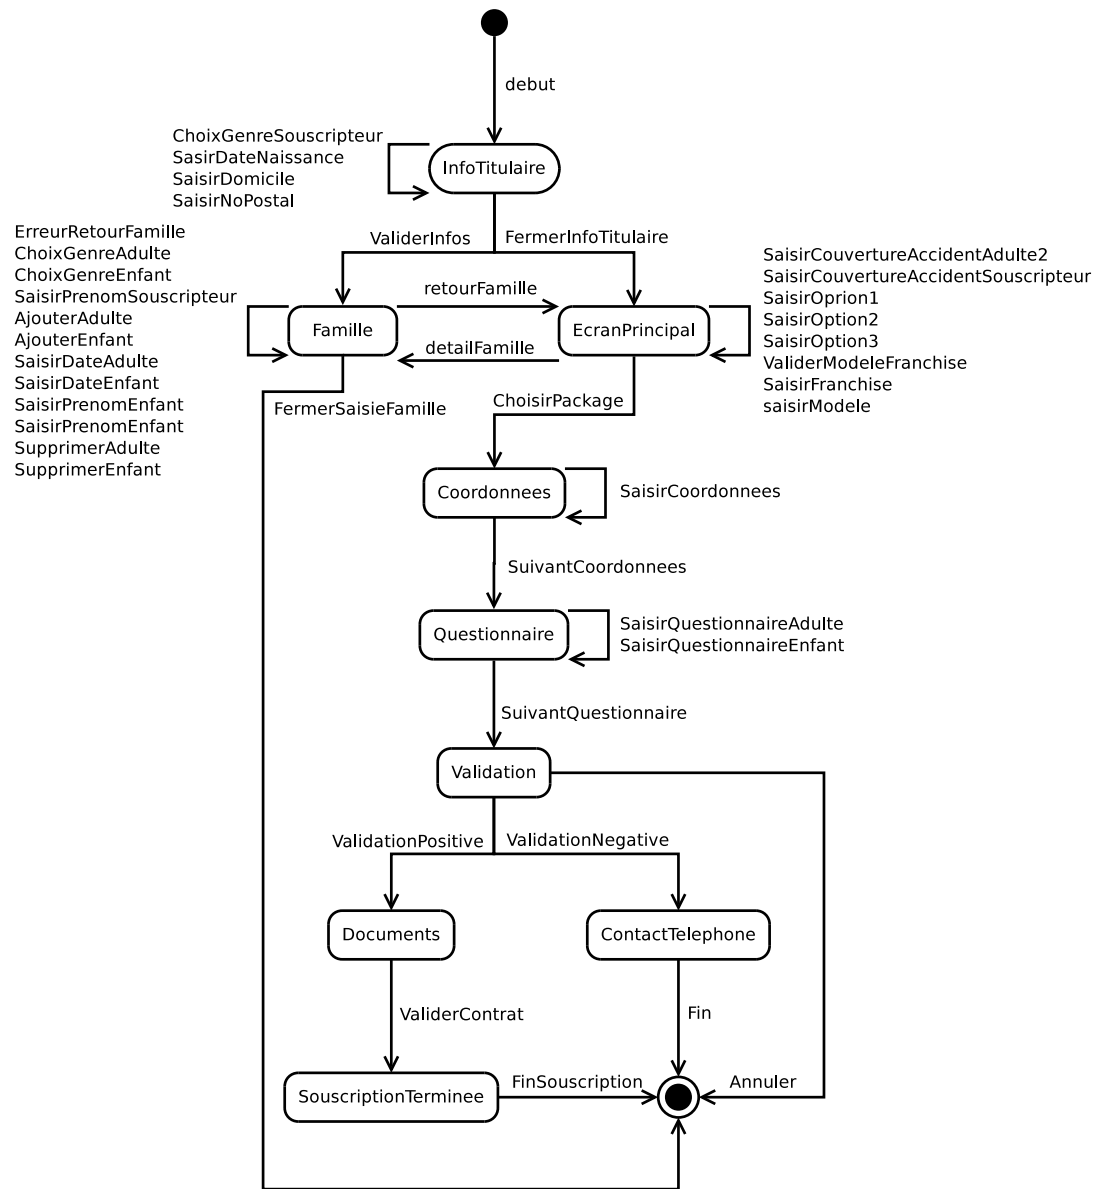 debut
ChoixGenreSouscripteur
SasirDateNaissance
SaisirDomicile
SaisirNoPostal
InfoTitulaire
ValiderInfos
FermerInfoTitulaire
ErreurRetourFamille
ChoixGenreAdulte
ChoixGenreEnfant
SaisirPrenomSouscripteur
AjouterAdulte
AjouterEnfant
SaisirDateAdulte
SaisirDateEnfant
SaisirPrenomEnfant
SaisirPrenomEnfant
SupprimerAdulte
SupprimerEnfant
Famille
retourFamille
detailFamille
EcranPrincipal
SaisirCouvertureAccidentAdulte2
SaisirCouvertureAccidentSouscripteur
SaisirOprion1
SaisirOption2
SaisirOption3
ValiderModeleFranchise
SaisirFranchise
saisirModele
FermerSaisieFamille
ChoisirPackage
Coordonnees
SaisirCoordonnees
SuivantCoordonnees
Questionnaire
SaisirQuestionnaireAdulte
SaisirQuestionnaireEnfant
SuivantQuestionnaire
Validation
ValidationPositive
ValidationNegative
Documents
ContactTelephone
ValiderContrat
Fin
SouscriptionTerminee
FinSouscription
Annuler